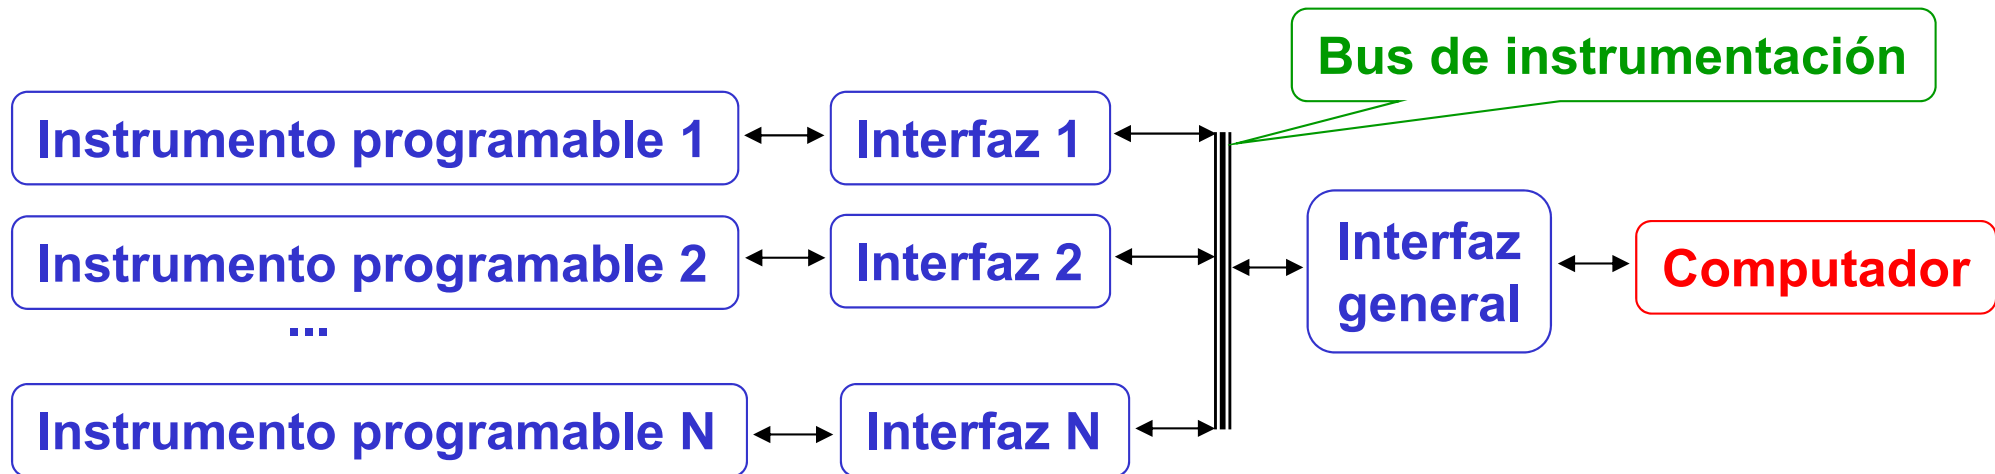 Bus de instrumentación
Instrumento programable 1
Interfaz 1
Instrumento programable 2
Interfaz 2
Interfaz
general
Computador
...
Instrumento programable N
Interfaz N